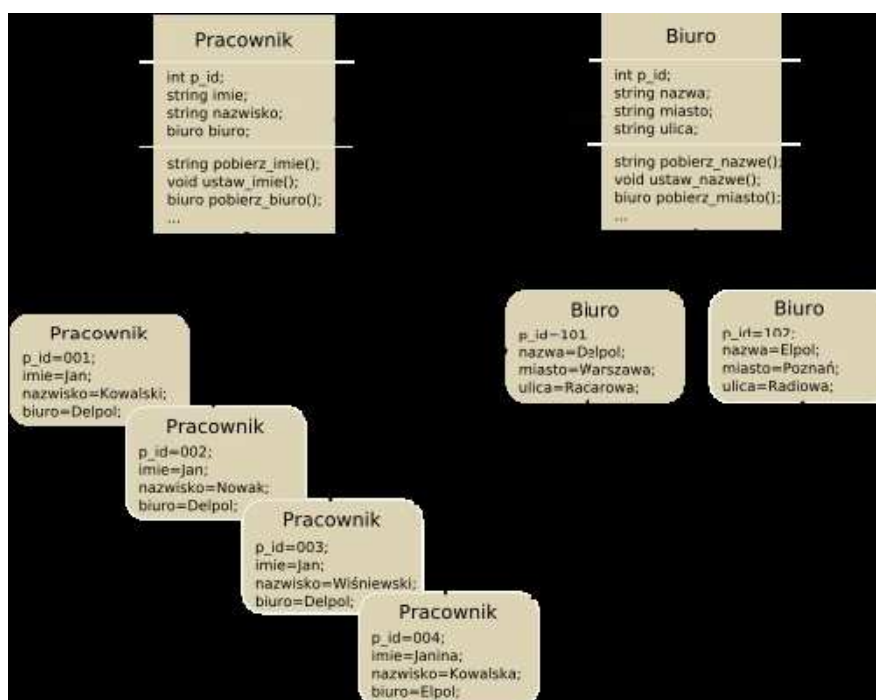 Pracownik
int p_id;
string imie;
string nazwisko;
biuro biuro;
string pobierz_imie();
void ustaw_imie();
biuro pobierz_biuro();
...
Biuro
int p_id;
string nazwa;
string miasto;
string ulica;
string pobierz_nazwe();
void ustaw_nazwe();
biuro pobierz_miasto();
...
Pracownik
p_id=001;
imie=Jan;
nazwisko=Kowalski;
biuro=Delpol;
Pracownik
p_id=002;
imie=Jan;
nazwisko=Nowak;
biuro=Delpol;
Pracownik
p_id=003;
imie=Jan;
nazwisko=Wiśniewski;
biuro=Delpol;
Pracownik
p_id=004;
imie=Janina;
nazwisko=Kowalska;
biuro=Elpol;
Biuro
p_id=101
nazwa=Delpol;
miasto=Warszawa;
ulica=Racarowa;
Biuro
p_id=102;
nazwa=Elpol;
miasto=Poznań;
ulica=Radiowa;